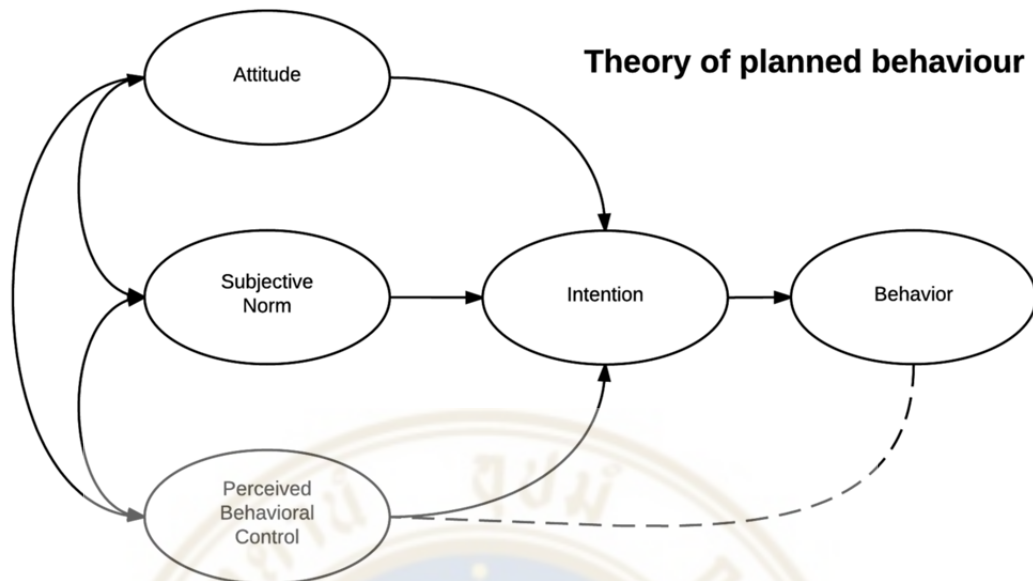 Theory of planned behaviour
Attitude
Subjective
Norm
Intention
Behavior
Perceived
Behavioral
Control